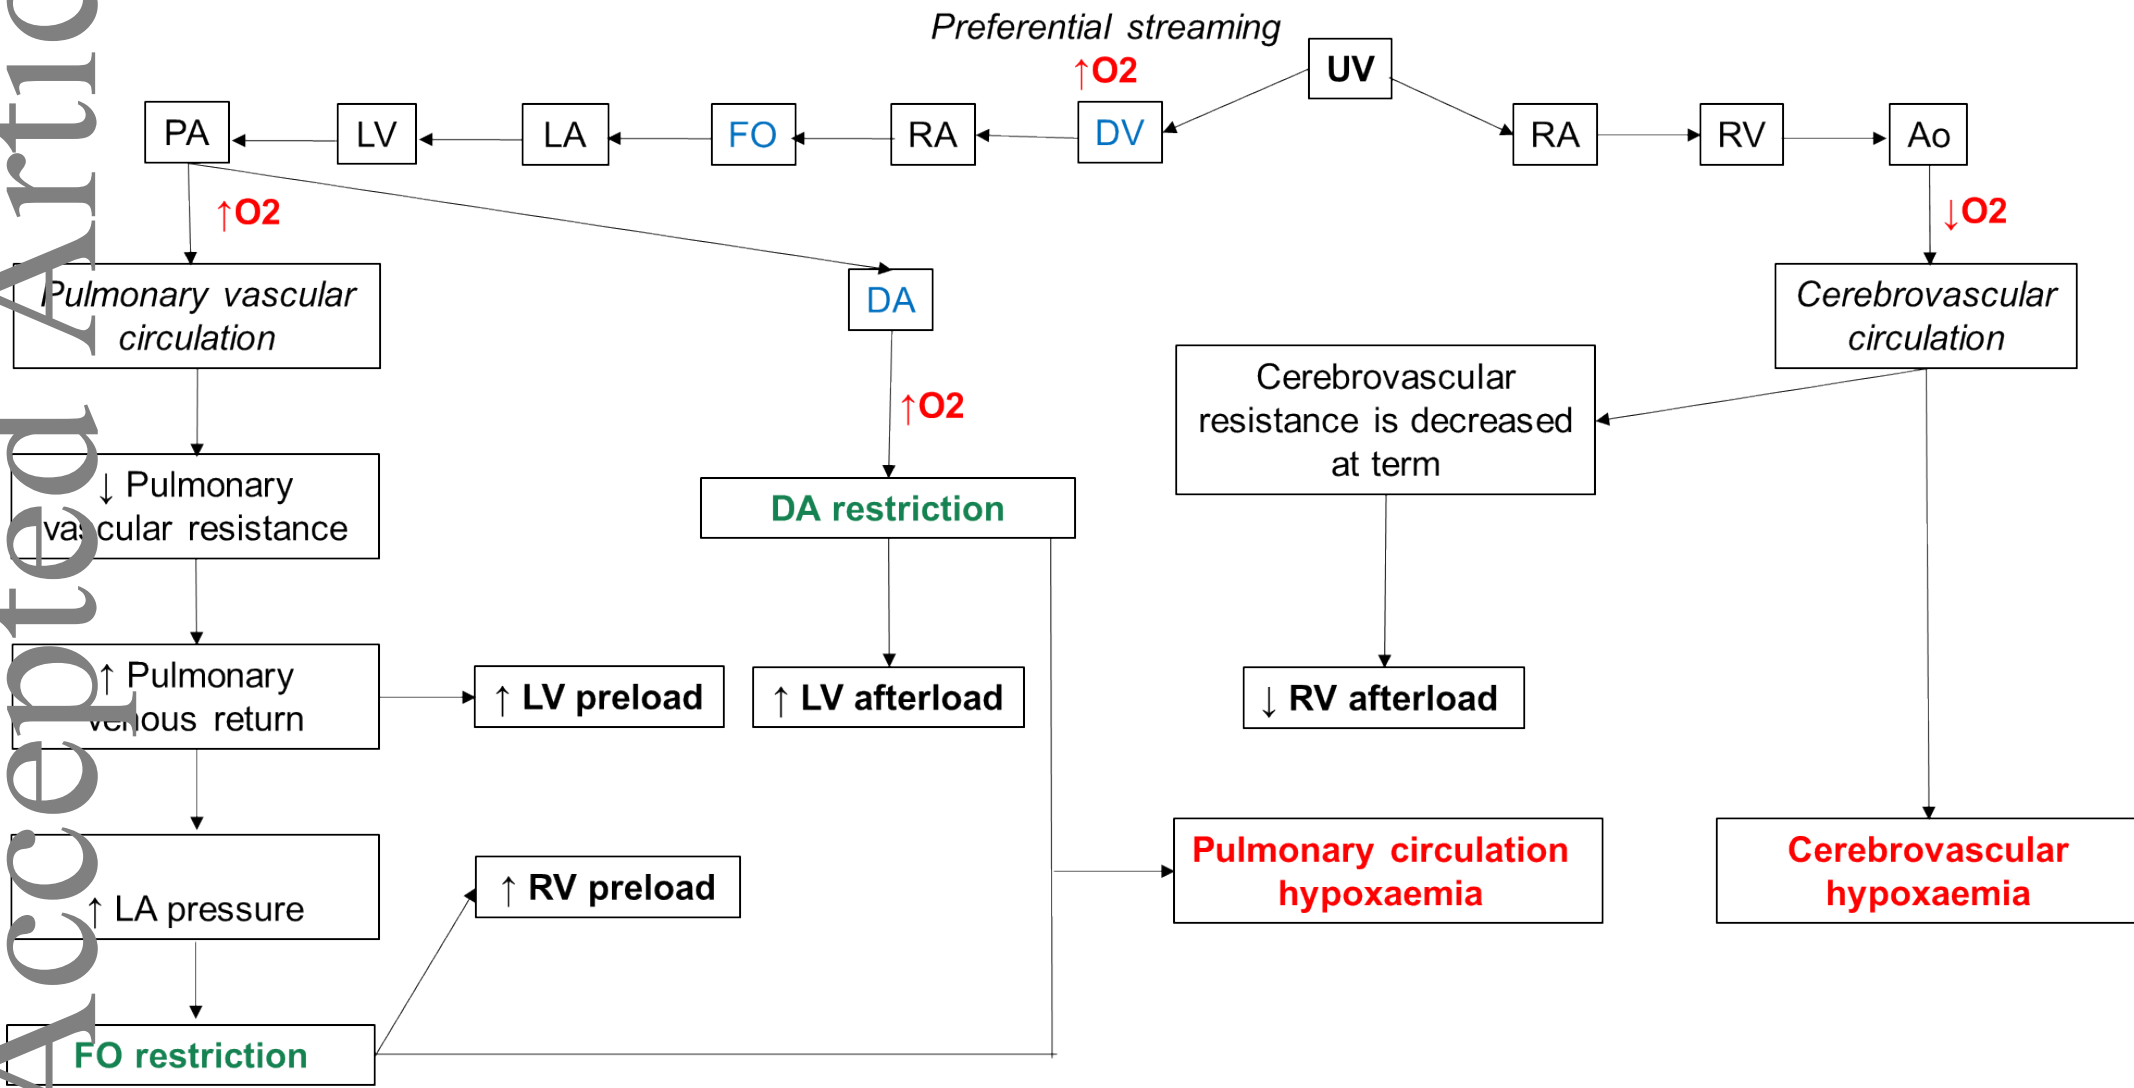 Preferential streaming
↑O2
UV
PA
LV
LA
FO
RA
DV
RA
RV
Ao
↑O2
↓O2
Pulmonary vascular
circulation
DA
Cerebrovascular
circulation
Cerebrovascular
resistance is decreased
at term
↑O2
↓ Pulmonary
vascular resistance
DA restriction
↑ Pulmonary
venous return
↑ LV preload
↑ LV afterload
↓ RV afterload
Pulmonary circulation
hypoxaemia
Cerebrovascular
hypoxaemia
↑ RV preload
↑ LA pressure
FO restriction
Accepted Artic